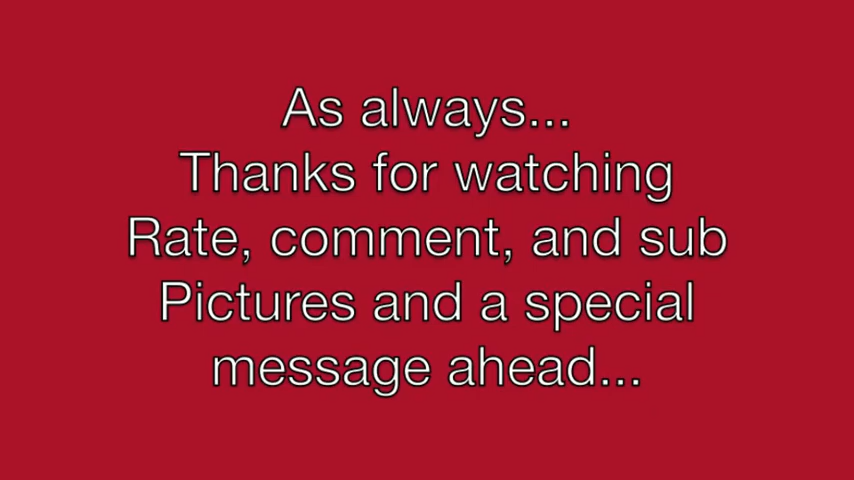 As always...
Thanks for watching
Rate, comment, and sub
Pictures and a special
message ahead...